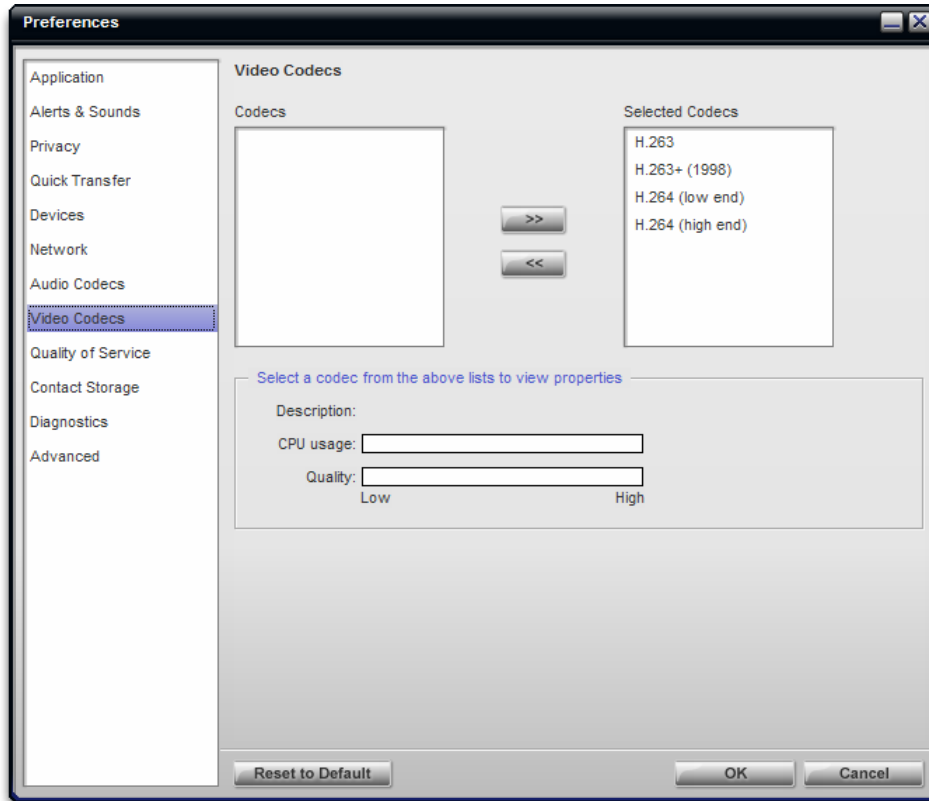 Preferences
Application
Alerts & Sounds
Privacy
Quick Transfer
Devices
Network
Audio Codecs
Video Codecs
Quality of Service
Contact Storage
Diagnostics
Advanced
Video Codecs
Codecs
Selected Codecs
H.263
H.263+ (1998)
H.264 (low end)
H.264 (high end)
>>
<<
Select a codec from the above lists to view properties
Description:
CPU usage:
Quality:
Low High
Reset to Default
OK
Cancel